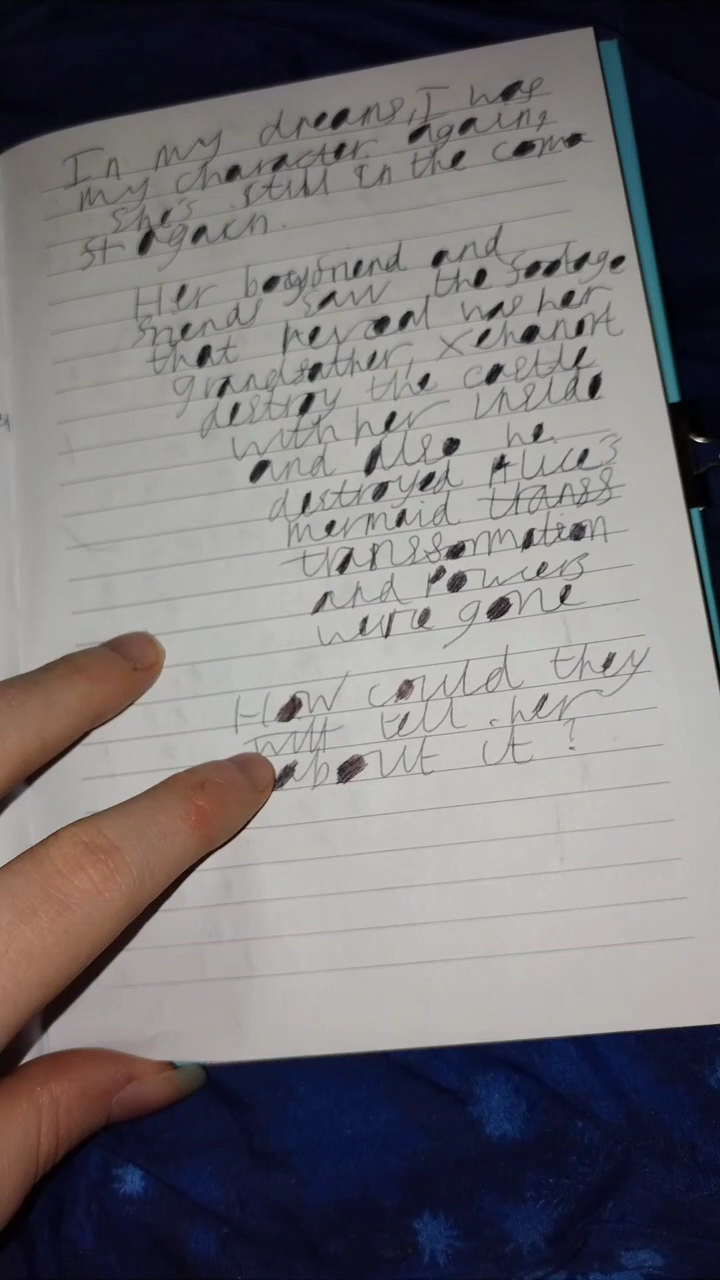 In my dreams, I was
my character again,
she's still in the coma
st again.
Her boyfriend and
friends saw the footage
that reveal was her
grandfather, Xehanort
destroy the castle
with her inside
and also he
destroyed Alice's
mermaid transf
transformation
and Powers
were gone
How could they
will tell her
about it?